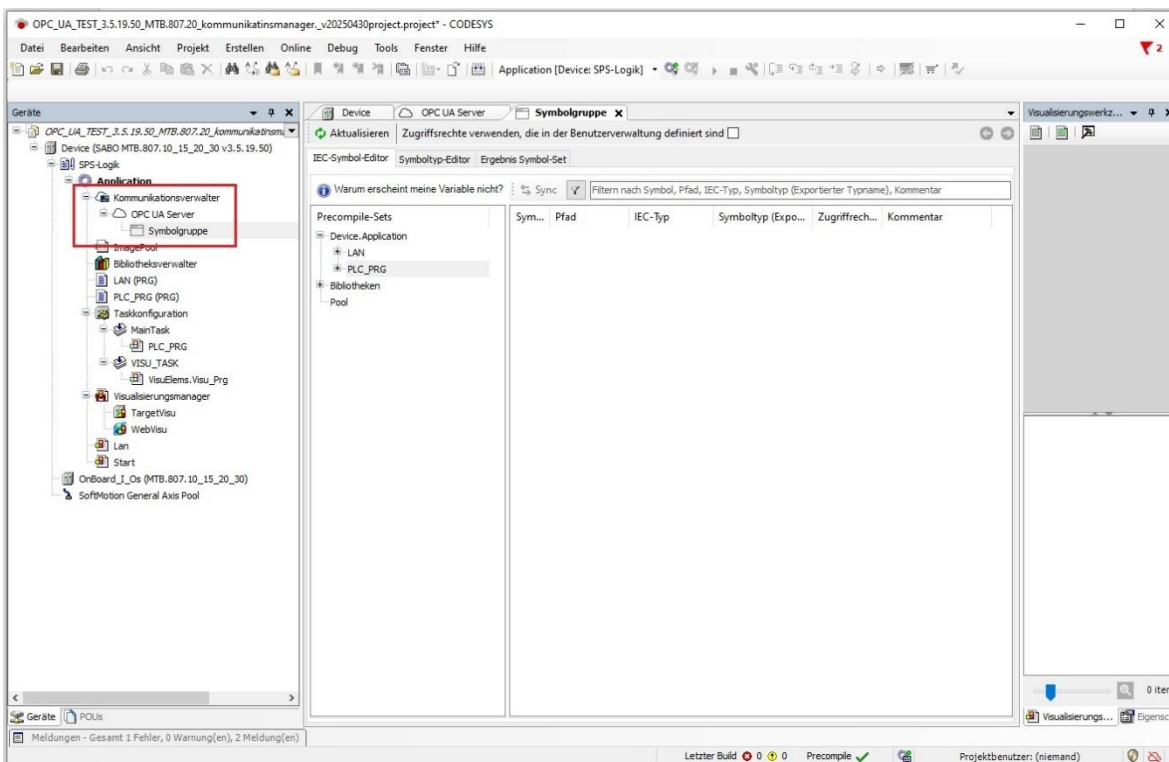 OPC_UA_TEST_3.5.19.50_MTB.807.20_kommunikatinsmanager._v20250430project.project* - CODESYS
Datei Bearbeiten Ansicht Projekt Erstellen Online Debug Tools Fenster Hilfe
2
Application [Device: SPS-Logik]
Geräte
OPC_UA_TEST_3.5.19.50_MTB.807.20_kommunikatinsm
Device (SABO MTB.807.10_15_20_30 v3.5.19.50)
SPS-Logik
Application
Kommunikationsverwalter
OPC UA Server
Symbolgruppe
ImagePool
Bibliotheksverwalter
LAN (PRG)
PLC_PRG (PRG)
Taskkonfiguration
MainTask
PLC_PRG
VISU_TASK
VisuElems.Visu_Prg
Visualisierungsmanager
TargetVisu
WebVisu
Lan
Start
OnBoard_I_Os (MTB.807.10_15_20_30)
SoftMotion General Axis Pool
Geräte POUs
Device OPC UA Server Symbolgruppe
Aktualisieren Zugriffsrechte verwenden, die in der Benutzerverwaltung definiert sind
IEC-Symbol-Editor Symboltyp-Editor Ergebnis Symbol-Set
Warum erscheint meine Variable nicht? Sync Filtern nach Symbol, Pfad, IEC-Typ, Symboltyp (Exportierter Typname), Kommentar
Precompile-Sets
Device.Application
LAN
PLC_PRG
Bibliotheken
Pool
Sym... Pfad IEC-Typ Symboltyp (Expo... Zugriffrech... Kommentar
Visualisierungswerkz...
0 iter
Visualisierungs... Eigensc
Meldungen - Gesamt 1 Fehler, 0 Warnung(en), 2 Meldung(en)
Letzter Build 0 0 Precompile Projektbenutzer: (niemand)